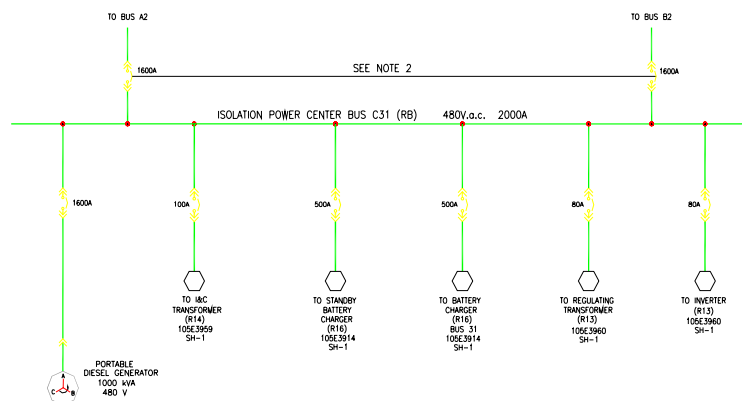 TO BUS A2
TO BUS B2
1600A
SEE NOTE 2
1600A
ISOLATION POWER CENTER BUS C31 (RB) 480V.a.c. 2000A
1600A
100A
500A
500A
80A
80A
TO I&C
TRANSFORMER
(R14)
105E3959
SH-1
TO STANDBY
BATTERY
CHARGER
(R16)
105E3914
SH-1
TO BATTERY
CHARGER
(R16)
BUS 31
105E3914
SH-1
TO REGULATING
TRANSFORMER
(R13)
105E3960
SH-1
TO INVERTER
(R13)
105E3960
SH-1
PORTABLE
DIESEL GENERATOR
1000 kVA
480 V
A
C
B